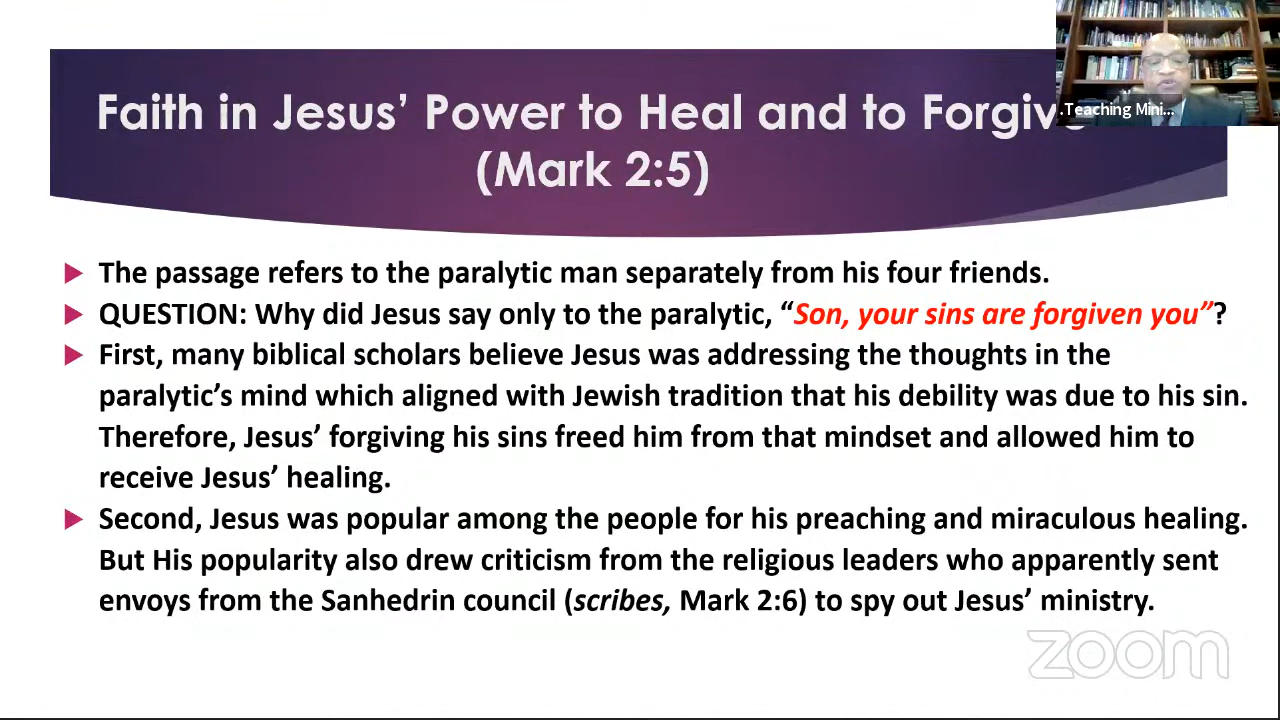 Faith in Jesus’ Power to Heal and to Forgive
(Mark 2:5)
.Teaching Mini...
The passage refers to the paralytic man separately from his four friends.
QUESTION: Why did Jesus say only to the paralytic, “Son, your sins are forgiven you”?
First, many biblical scholars believe Jesus was addressing the thoughts in the
paralytic’s mind which aligned with Jewish tradition that his debility was due to his sin.
Therefore, Jesus’ forgiving his sins freed him from that mindset and allowed him to
receive Jesus’ healing.
Second, Jesus was popular among the people for his preaching and miraculous healing.
But His popularity also drew criticism from the religious leaders who apparently sent
envoys from the Sanhedrin council (scribes, Mark 2:6) to spy out Jesus’ ministry.
zoom